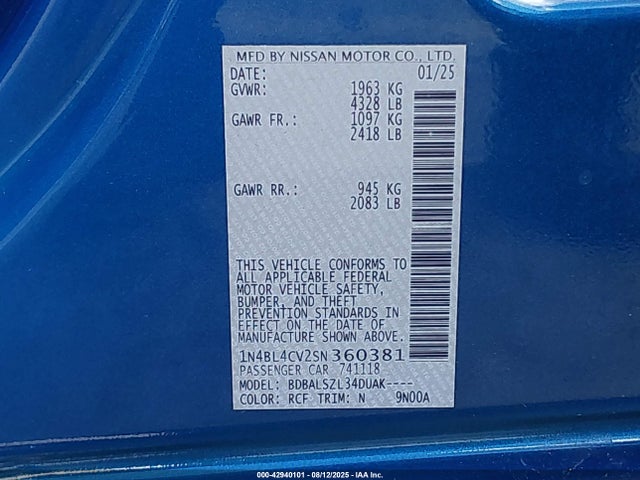 MFD BY NISSAN MOTOR CO., LTD.
DATE: 01/25
GVWR: 1963 KG
4328 LB
GAWR FR.: 1097 KG
2418 LB
GAWR RR.: 945 KG
2083 LB
THIS VEHICLE CONFORMS TO
ALL APPLICABLE FEDERAL
MOTOR VEHICLE SAFETY,
BUMPER, AND THEFT
PREVENTION STANDARDS IN
EFFECT ON THE DATE OF
MANUFACTURE SHOWN ABOVE.
1N4BL4CV2SN360381
PASSENGER CAR 741118
MODEL: BDBALSZL34DUAK----
COLOR: RCF TRIM: N 9N00A
000-42940101 - 08/12/2025 - IAAI, Inc.